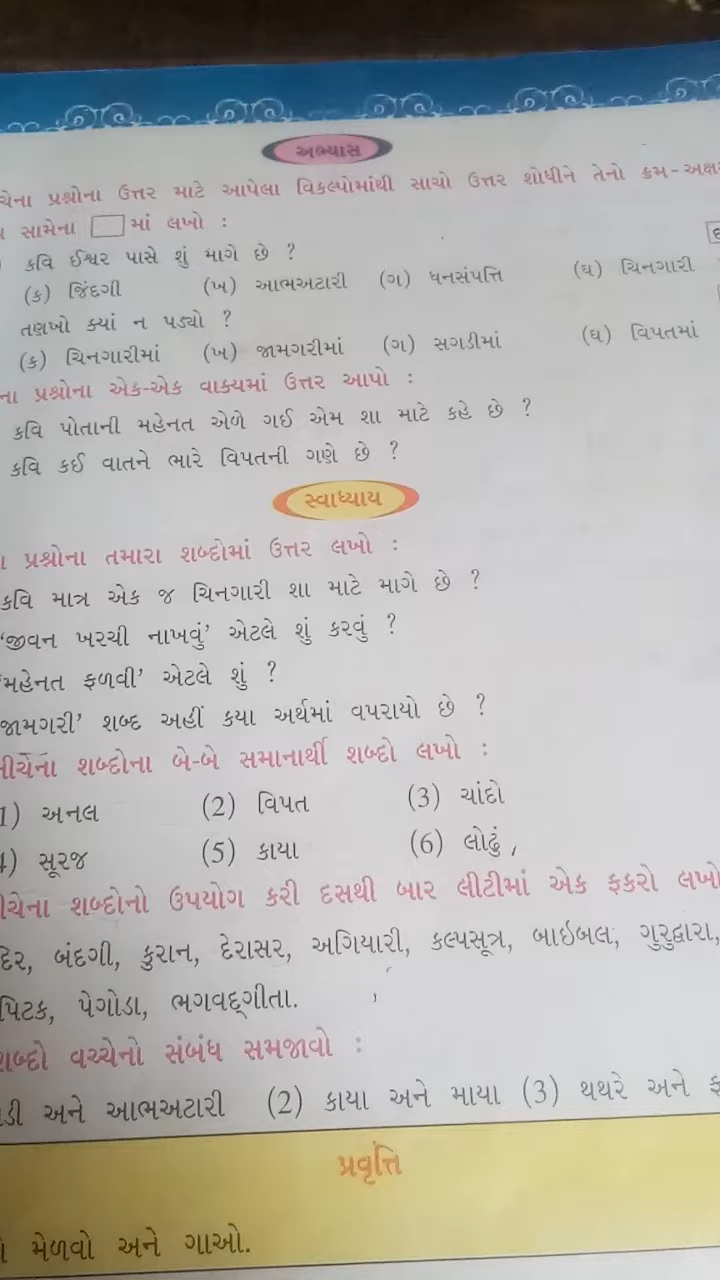 અભ્યાસ
પ્રશ્નોના ઉત્તર માટે આપેલા વિકલ્પોમાંથી સાચો ઉત્તર શોધીને તેનો ક્રમ-અક્ષર
સામેના માં લખો :
કવિ ઈશ્વર પાસે શું માગે છે ?
(ક) જિંદગી (ખ) આભઅટારી (ગ) ધનસંપત્તિ (ઘ) ચિનગારી
તણખો ક્યાં ન પડ્યો ?
(ક) ચિનગારીમાં (ખ) જામગરીમાં (ગ) સગડીમાં (ઘ) વિપતમાં
પ્રશ્નોના એક-એક વાક્યમાં ઉત્તર આપો :
કવિ પોતાની મહેનત એળે ગઈ એમ શા માટે કહે છે ?
કવિ કઈ વાતને ભારે વિપતની ગણે છે ?
સ્વાધ્યાય
પ્રશ્નોના તમારા શબ્દોમાં ઉત્તર લખો :
કવિ માત્ર એક જ ચિનગારી શા માટે માગે છે ?
'જીવન ખરચી નાખવું' એટલે શું કરવું ?
'મહેનત ફળવી' એટલે શું ?
જામગરી' શબ્દ અહીં કયા અર્થમાં વપરાયો છે ?
નીચેના શબ્દોના બે-બે સમાનાર્થી શબ્દો લખો :
1) અનલ (2) વિપત (3) ચાંદો
4) સૂરજ (5) કાયા (6) લોઢું
શબ્દોનો ઉપયોગ કરી દસથી બાર લીટીમાં એક ફકરો લખો
બંદગી, કુરાન, દેરાસર, અગિયારી, કલ્પસૂત્ર, બાઇબલ, ગુરુદ્વારા,
પિટક, પેગોડા, ભગવદ્ગીતા.
શબ્દો વચ્ચેનો સંબંધ સમજાવો :
અને આભઅટારી (2) કાયા અને માયા (3) થથરે અને
પ્રવૃત્તિ
મેળવો અને ગાઓ.